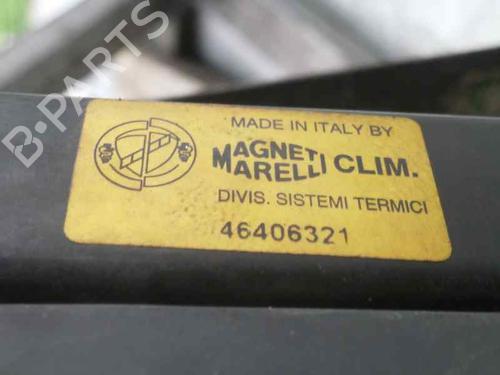 B-PARTS
MADE IN ITALY BY
MAGNETI
MARELLI CLIM.
DIVIS. SISTEMI TERMICI
46406321